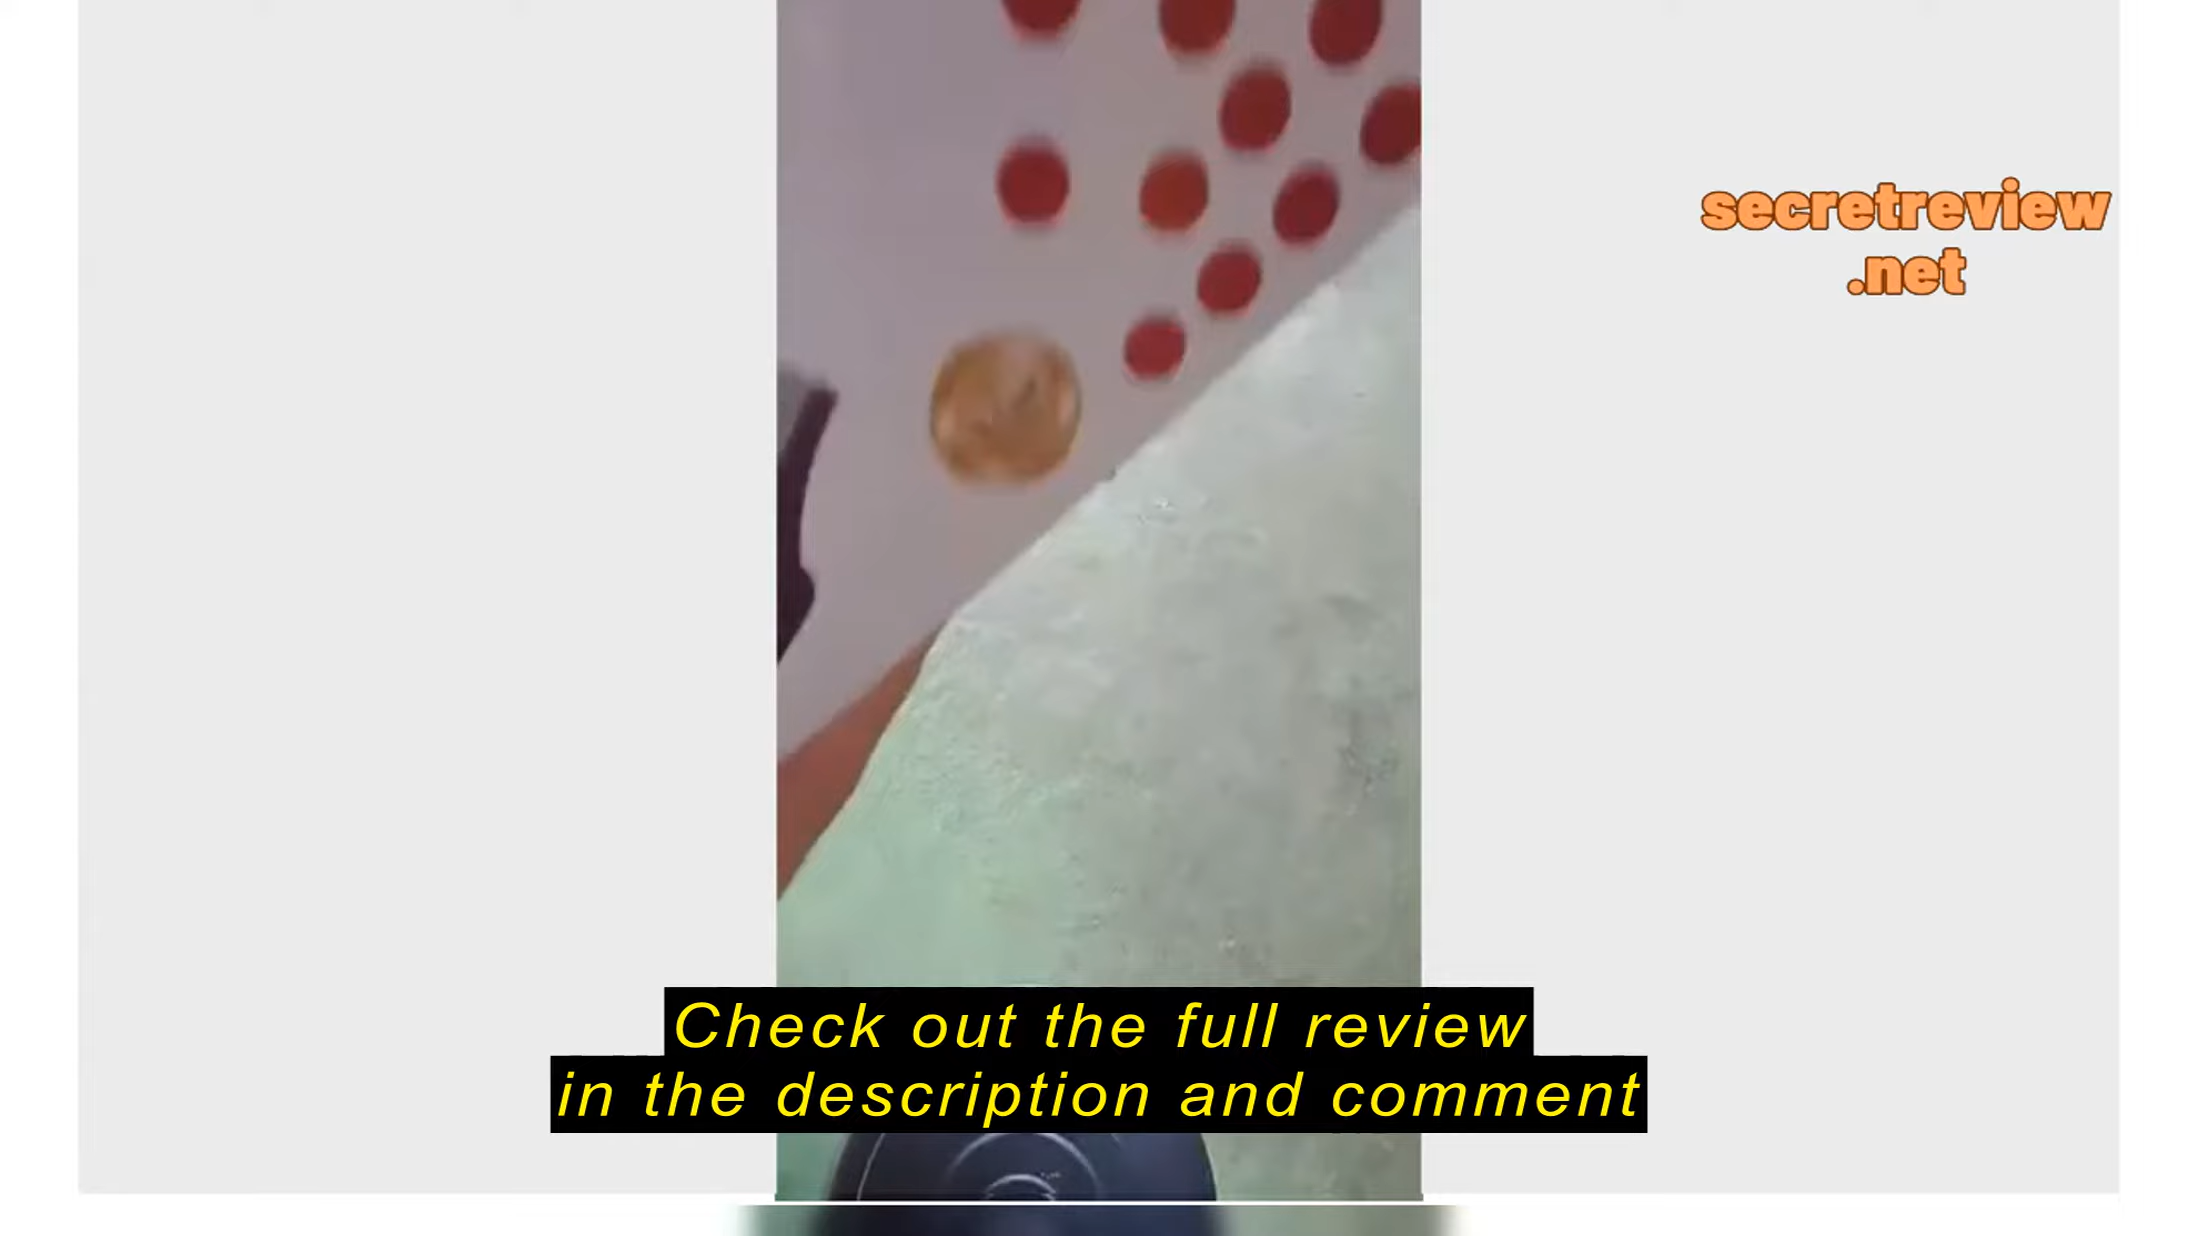 secretreview
.net
Check out the full review
in the description and comment